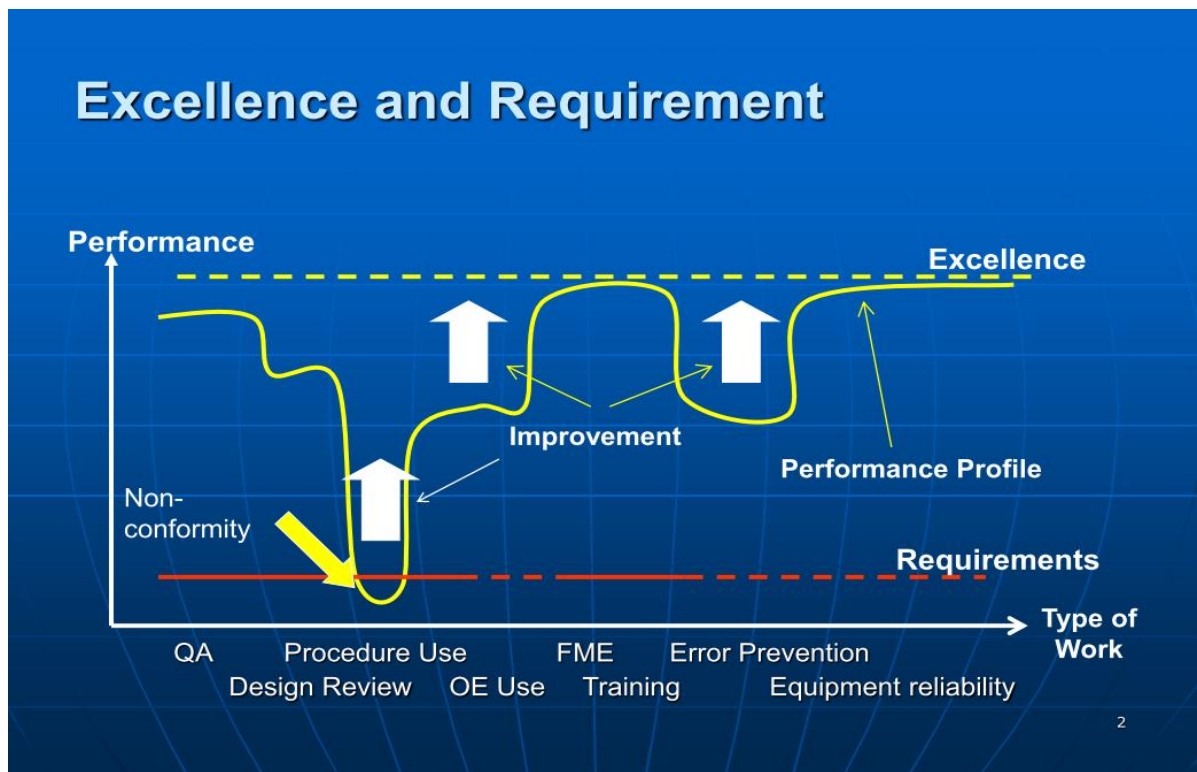 Excellence and Requirement
Performance
Excellence
Improvement
Performance Profile
Non-
conformity
Requirements
Type of
Work
QA Procedure Use FME Error Prevention
Design Review OE Use Training Equipment reliability
2